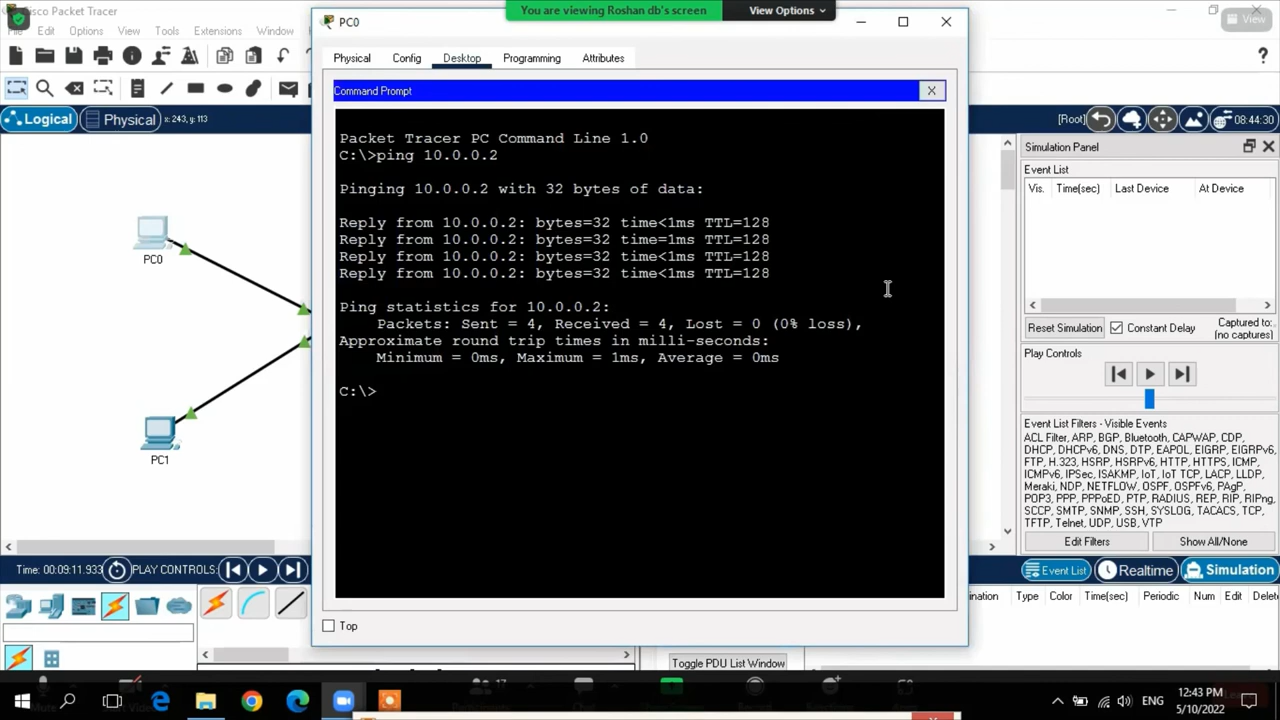 You are viewing Roshan db's screen
View Options
Cisco Packet Tracer
View
File Edit Options View Tools Extensions Window
PC0
Physical Config Desktop Programming Attributes
Command Prompt
X
Logical
Physical
x: 243, y: 113
[Root]
08:44:30
Packet Tracer PC Command Line 1.0
C:\>ping 10.0.0.2
Pinging 10.0.0.2 with 32 bytes of data:
Reply from 10.0.0.2: bytes=32 time<1ms TTL=128
Reply from 10.0.0.2: bytes=32 time=1ms TTL=128
Reply from 10.0.0.2: bytes=32 time<1ms TTL=128
Reply from 10.0.0.2: bytes=32 time<1ms TTL=128
Ping statistics for 10.0.0.2:
Packets: Sent = 4, Received = 4, Lost = 0 (0% loss),
Approximate round trip times in milli-seconds:
Minimum = 0ms, Maximum = 1ms, Average = 0ms
C:\>
Top
PC0
PC1
Simulation Panel
Event List
Vis. Time(sec) Last Device At Device
Reset Simulation
Constant Delay
Captured to:
(no captures)
Play Controls
Event List Filters - Visible Events
ACL Filter, ARP, BGP, Bluetooth, CAPWAP, CDP,
DHCP, DHCPv6, DNS, DTP, EAPOL, EIGRP, EIGRPv6,
FTP, H.323, HSRP, HSRPv6, HTTP, HTTPS, ICMP,
ICMPv6, IPSec, ISAKMP, IoT, IoT TCP, LACP, LLDP,
Meraki, NDP, NETFLOW, OSPF, OSPFv6, PAgP,
POP3, PPP, PPPoED, PTP, RADIUS, REP, RIP, RIPng,
SCCP, SMTP, SNMP, SSH, STP, SYSLOG, TACACS, TCP,
TFTP, Telnet, UDP, USB, VTP
Edit Filters
Show All/None
Time: 00:09:11.933
PLAY CONTROLS:
Event List
Realtime
Simulation
Type Color Time(sec) Periodic Num Edit
Toggle PDU List Window
ENG
12:43 PM
5/10/2022